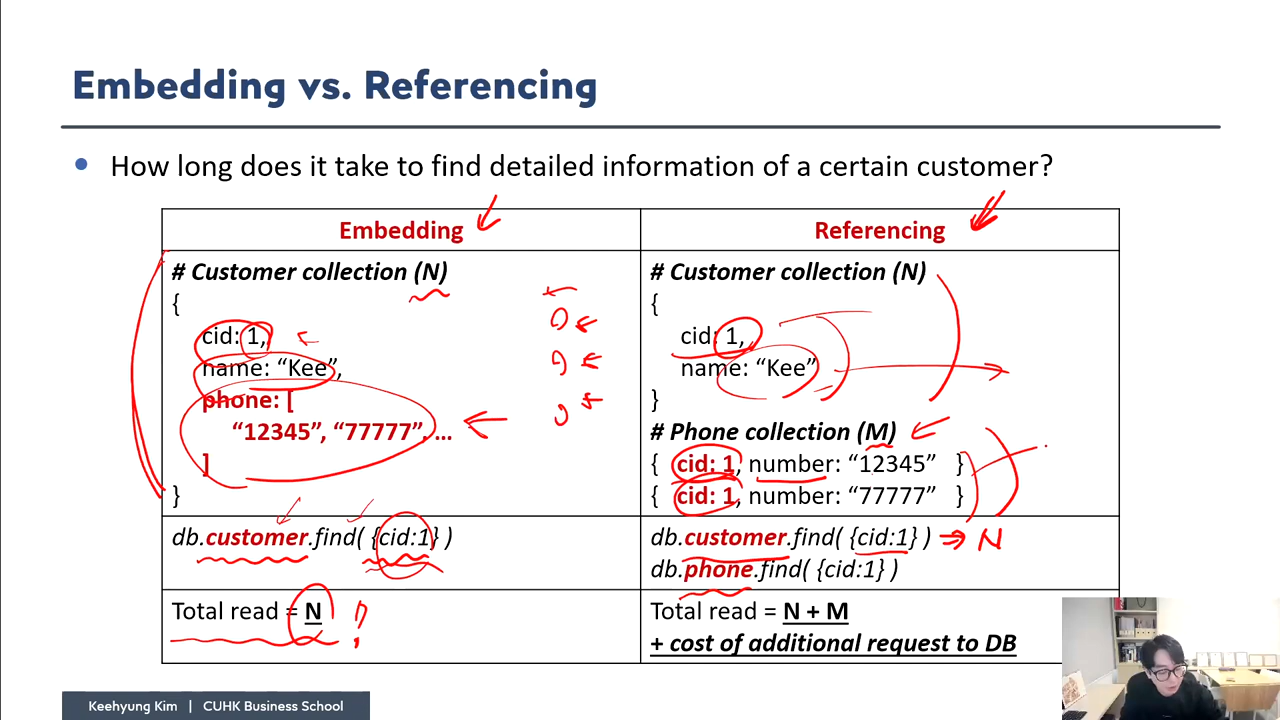 Embedding vs. Referencing
• How long does it take to find detailed information of a certain customer?
Embedding
# Customer collection (N)
{
cid: 1,
name: “Kee”,
phone: [
“12345”, “77777”, …
]
}
db.customer.find( {cid:1} )
Total read = N
Referencing
# Customer collection (N)
{
cid: 1,
name: “Kee”
}
# Phone collection (M)
{ cid: 1, number: “12345” }
{ cid: 1, number: “77777” }
db.customer.find( {cid:1} ) ⇒ N
db.phone.find( {cid:1} )
Total read = N + M
+ cost of additional request to DB
Keehyung Kim | CUHK Business School